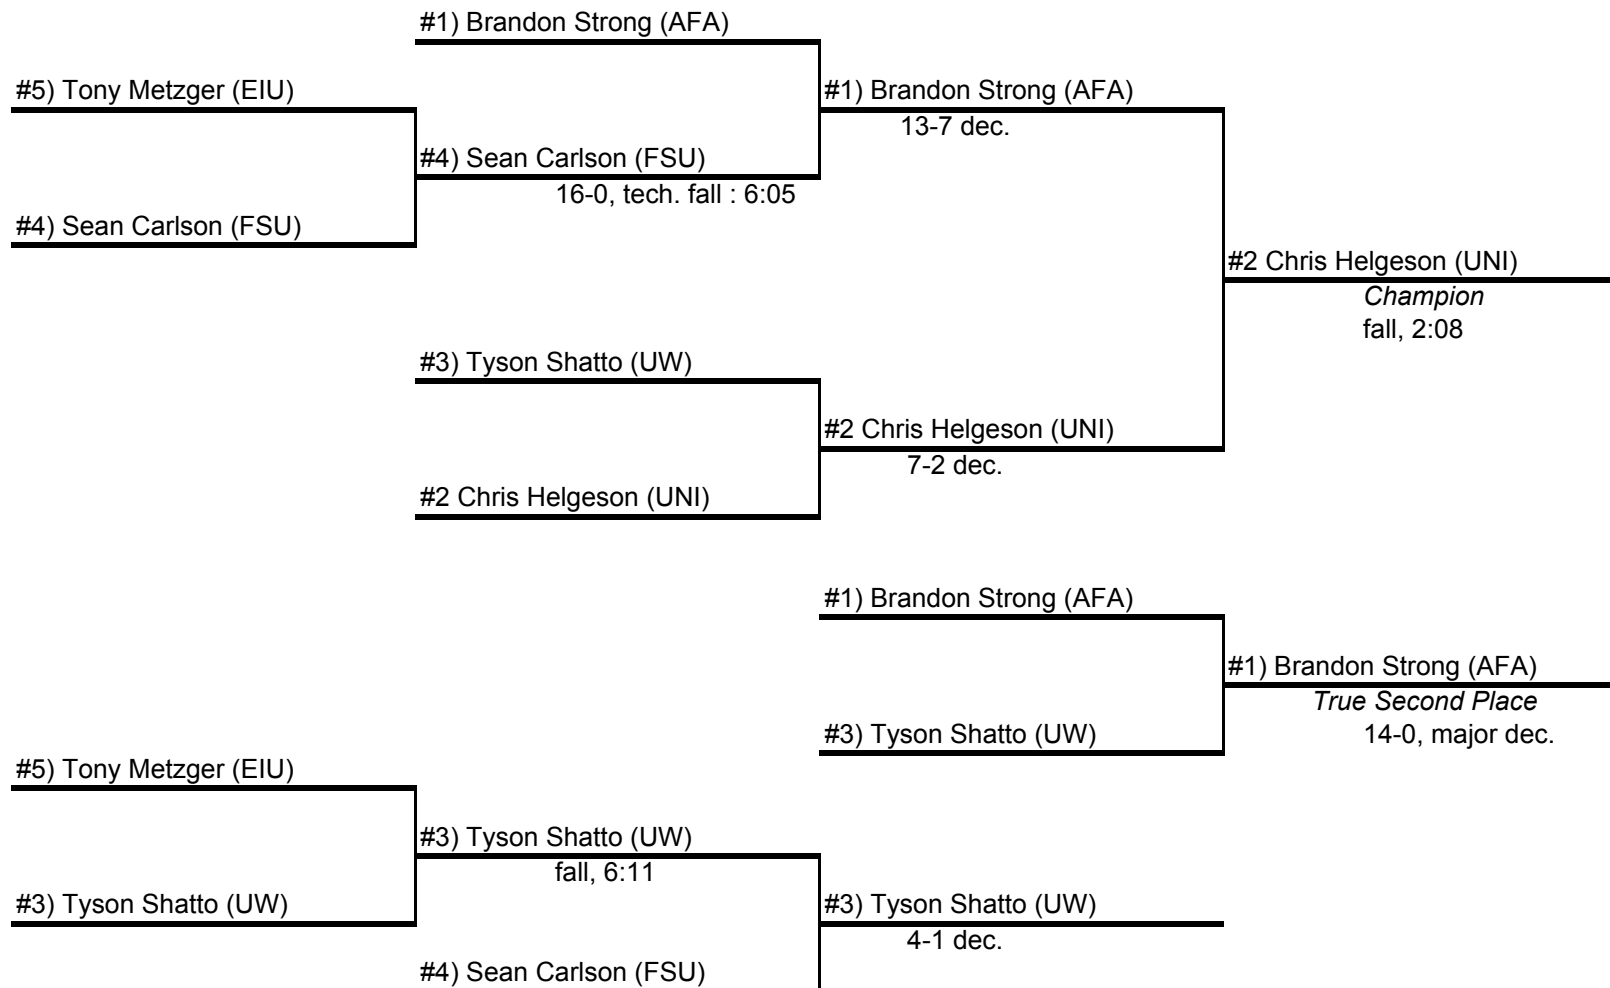 #1) Brandon Strong (AFA)
#5) Tony Metzger (EIU)
#1) Brandon Strong (AFA)
13-7 dec.
#4) Sean Carlson (FSU)
16-0, tech. fall : 6:05
#4) Sean Carlson (FSU)
#2 Chris Helgeson (UNI)
Champion
fall, 2:08
#3) Tyson Shatto (UW)
#2 Chris Helgeson (UNI)
7-2 dec.
#2 Chris Helgeson (UNI)
#1) Brandon Strong (AFA)
#1) Brandon Strong (AFA)
True Second Place
14-0, major dec.
#3) Tyson Shatto (UW)
#5) Tony Metzger (EIU)
#3) Tyson Shatto (UW)
fall, 6:11
#3) Tyson Shatto (UW)
#3) Tyson Shatto (UW)
4-1 dec.
#4) Sean Carlson (FSU)